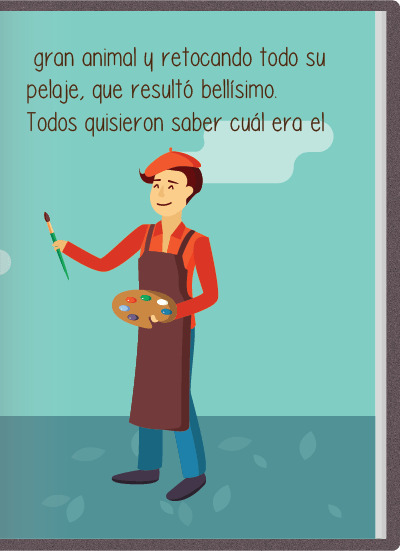 gran animal y retocando todo su
pelaje, que resultó bellísimo.
Todos quisieron saber cuál era el